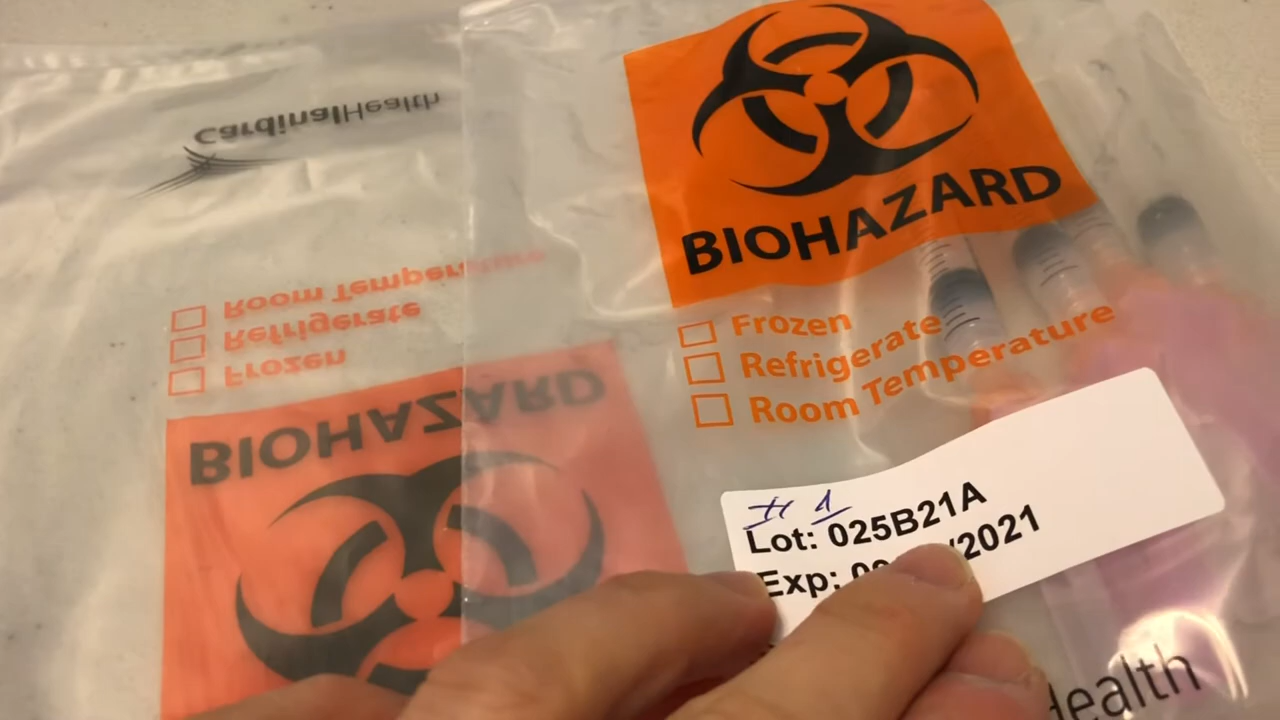 CardinalHealth
Room Temperature
Refrigerate
Frozen
BIOHAZARD
BIOHAZARD
Frozen
Refrigerate
Room Temperature
# 1
Lot: 025B21A
Exp: /2021
Health